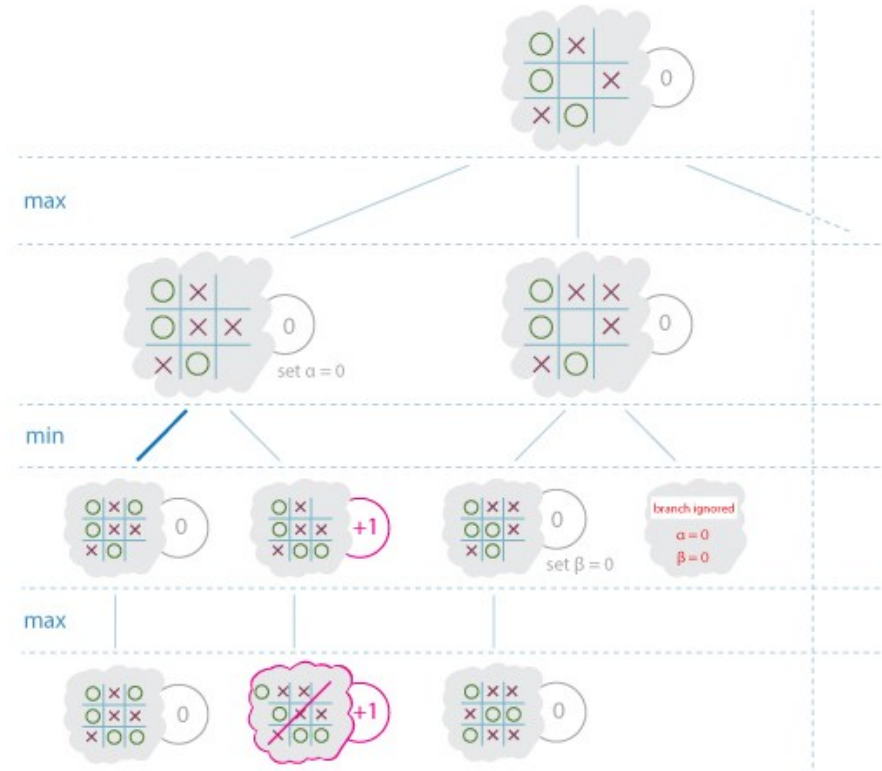 0
max
0
set α = 0
0
min
0
+1
0
set β = 0
branch ignored
α = 0
β = 0
max
0
+1
0